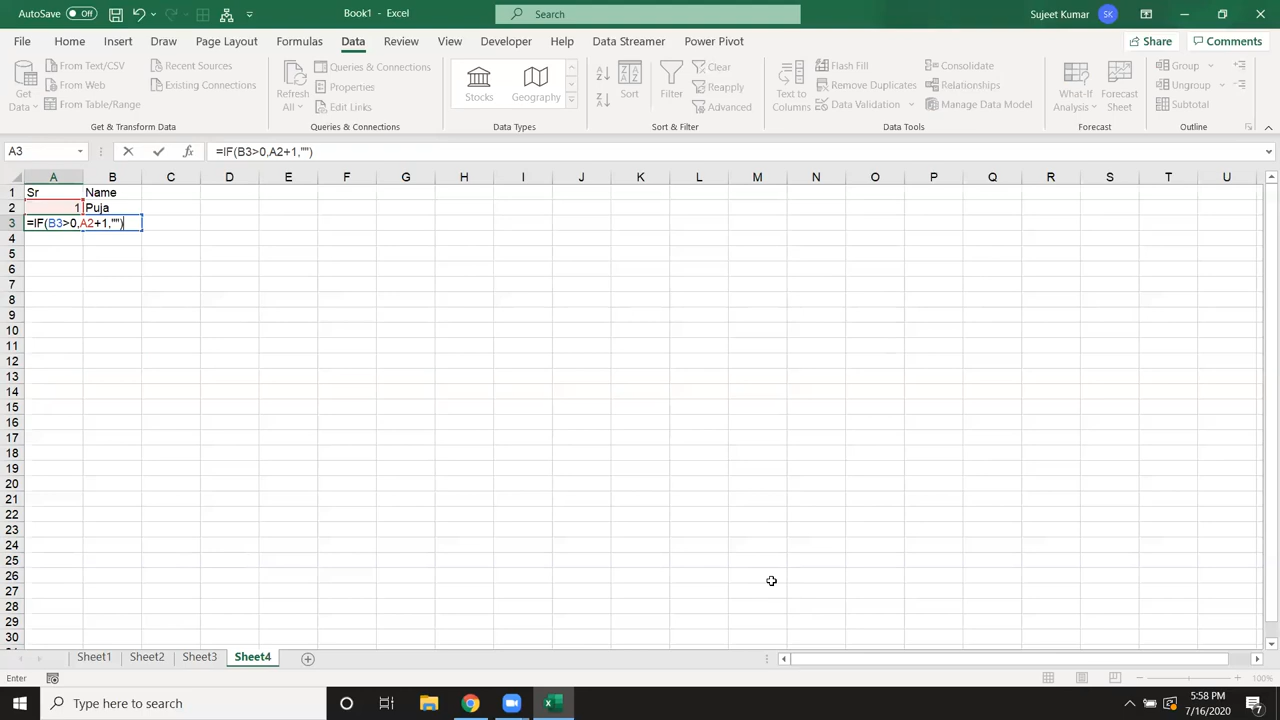 AutoSave Off Book1 - Excel Search Sujeet Kumar SK
File Home Insert Draw Page Layout Formulas Data Review View Developer Help Data Streamer Power Pivot Share Comments
Get Data From Text/CSV From Web From Table/Range Recent Sources Existing Connections
Get & Transform Data
Refresh All Queries & Connections Properties Edit Links
Queries & Connections
Stocks Geography
Data Types
Sort Filter Clear Reapply Advanced
Sort & Filter
Text to Columns Flash Fill Remove Duplicates Data Validation Consolidate Relationships Manage Data Model
Data Tools
What-If Analysis Forecast Sheet
Forecast
Group Ungroup Subtotal
Outline
A3 fx =IF(B3>0,A2+1,"")
A B C D E F G H I J K L M N O P Q R S T U
1 Sr Name
2 1 Puja
3 =IF(B3>0,A2+1,"")
4
5
6
7
8
9
10
11
12
13
14
15
16
17
18
19
20
21
22
23
24
25
26
27
28
29
30
Sheet1 Sheet2 Sheet3 Sheet4
Enter 100%
Type here to search 5:58 PM
7/16/2020